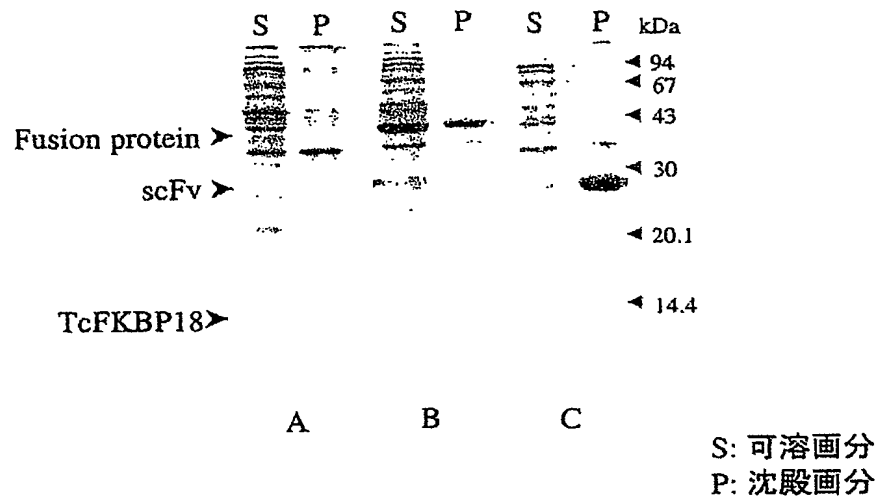 S P S P S P kDa
94
67
43
Fusion protein
30
scFv
20.1
14.4
TcFKBP18
A B C
S: 可溶画分
P: 沈殿画分